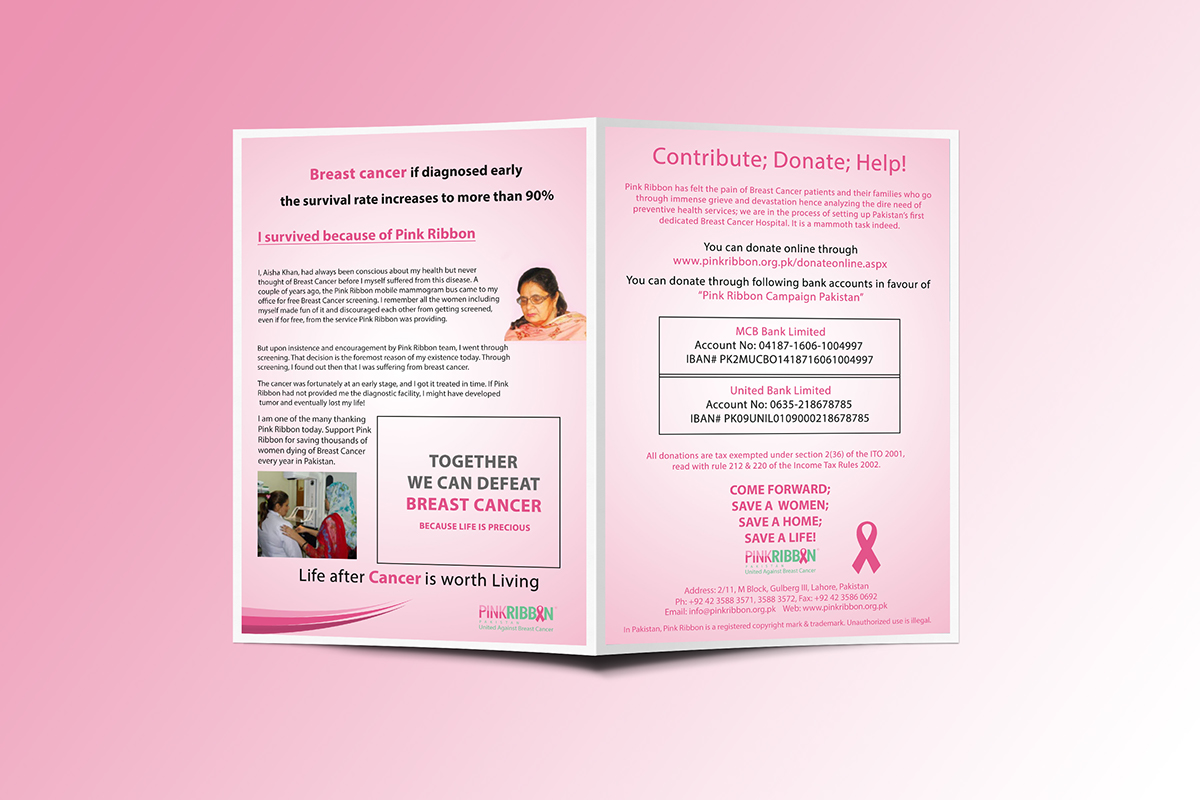 Breast cancer if diagnosed early
the survival rate increases to more than 90%
I survived because of Pink Ribbon
I, Aisha Khan, had always been conscious about my health but never
thought of Breast Cancer before I myself suffered from this disease. A
couple of years ago, the Pink Ribbon mobile mammogram bus came to my
office for free Breast Cancer screening. I remember all the women including
myself made fun of it and discouraged each other from getting screened,
even if for free, from the service Pink Ribbon was providing.
But upon insistence and encouragement by Pink Ribbon team, I went through
screening. That decision is the foremost reason of my existence today. Through
screening, I found out then that I was suffering from breast cancer.
The cancer was fortunately at an early stage, and I got it treated in time. If Pink
Ribbon had not provided me the diagnostic facility, I might have developed
tumor and eventually lost my life!
I am one of the many thanking
Pink Ribbon today. Support Pink
Ribbon for saving thousands of
women dying of Breast Cancer
every year in Pakistan.
TOGETHER
WE CAN DEFEAT
BREAST CANCER
BECAUSE LIFE IS PRECIOUS
Life after Cancer is worth Living
PINKRIBBON
PAKISTAN
United Against Breast Cancer
Contribute; Donate; Help!
Pink Ribbon has felt the pain of Breast Cancer patients and their families who go
through immense grieve and devastation hence analyzing the dire need of
preventive health services; we are in the process of setting up Pakistan's first
dedicated Breast Cancer Hospital. It is a mammoth task indeed.
You can donate online through
www.pinkribbon.org.pk/donateonline.aspx
You can donate through following bank accounts in favour of
"Pink Ribbon Campaign Pakistan"
MCB Bank Limited
Account No: 04187-1606-1004997
IBAN# PK2MUCBO1418716061004997
United Bank Limited
Account No: 0635-218678785
IBAN# PK09UNIL0109000218678785
All donations are tax exempted under section 2(36) of the ITO 2001,
read with rule 212 & 220 of the Income Tax Rules 2002.
COME FORWARD;
SAVE A WOMEN;
SAVE A HOME;
SAVE A LIFE!
PINKRIBBON
PAKISTAN
United Against Breast Cancer
Address: 2/11, M Block, Gulberg III, Lahore, Pakistan
Ph: +92 42 3588 3571, 3588 3572, Fax: +92 42 3586 0692
Email: info@pinkribbon.org.pk Web: www.pinkribbon.org.pk
In Pakistan, Pink Ribbon is a registered copyright mark & trademark. Unauthorized use is illegal.